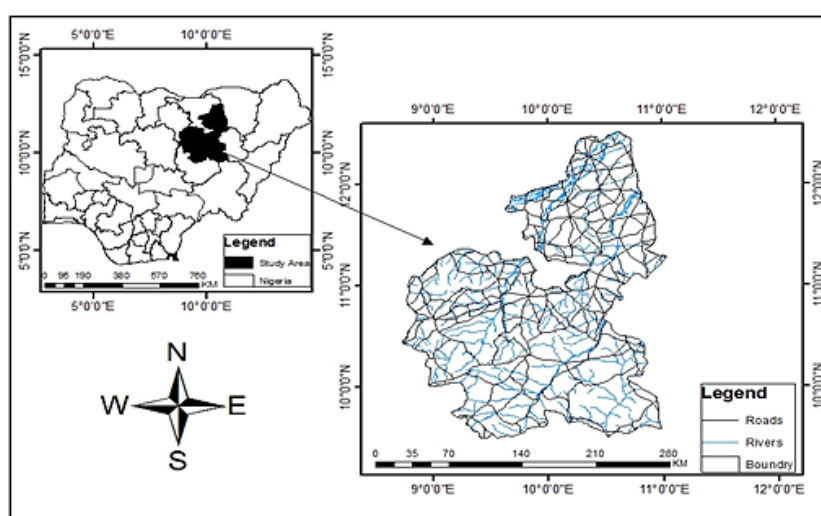 5°0'0"E 10°0'0"E
15°0'0"N 15°0'0"N
10°0'0"N 10°0'0"N
5°0'0"N 5°0'0"N
Legend
Study Area
Nigeria
0 95 190 380 570 760
KM
5°0'0"E 10°0'0"E
N
W E
S
9°0'0"E 10°0'0"E 11°0'0"E 12°0'0"E
12°0'0"N 12°0'0"N
11°0'0"N 11°0'0"N
10°0'0"N 10°0'0"N
Legend
Roads
Rivers
Boundry
0 35 70 140 210 280
KM
9°0'0"E 10°0'0"E 11°0'0"E 12°0'0"E